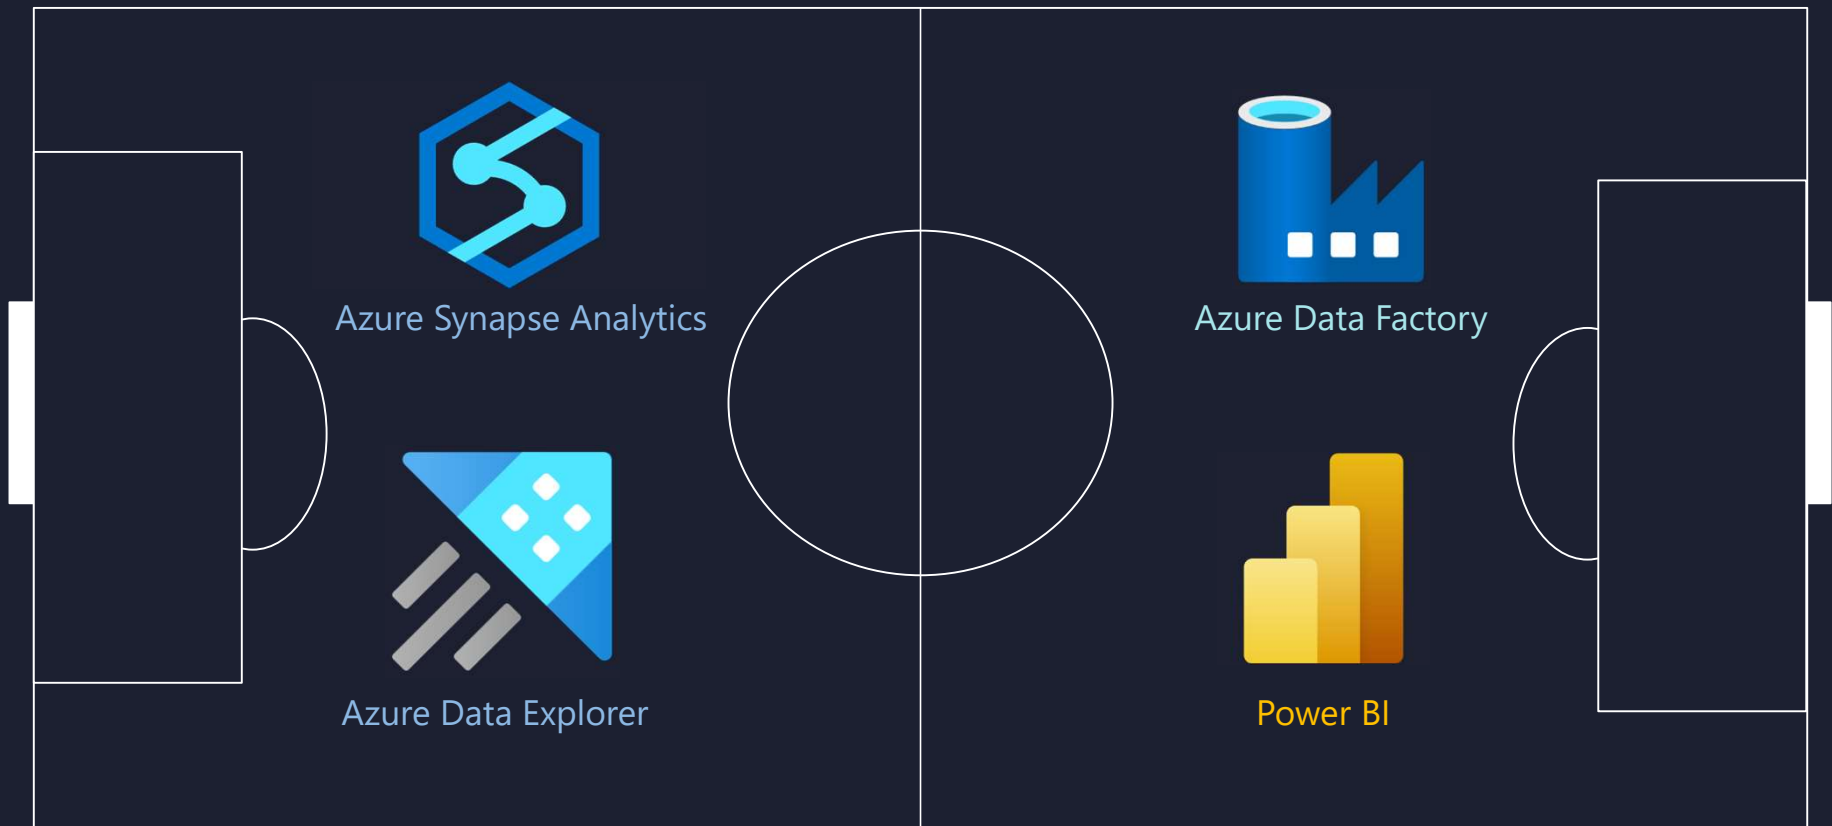 Azure Synapse Analytics
Azure Data Factory
Azure Data Explorer
Power BI